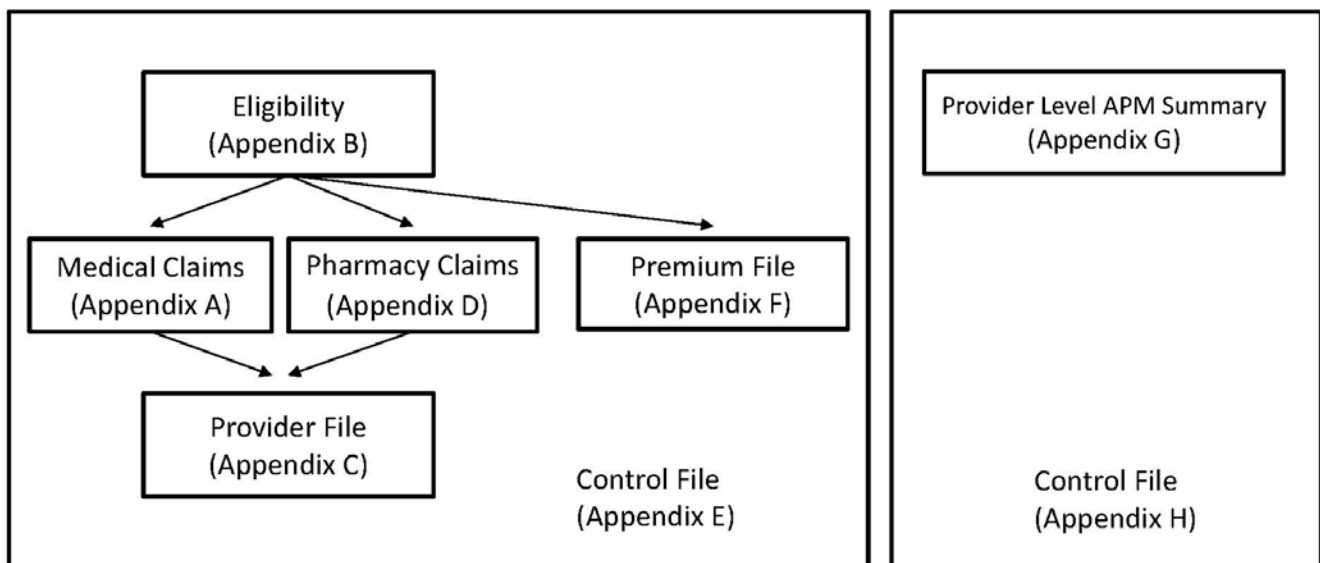 Eligibility
(Appendix B)
Medical Claims
(Appendix A)
Pharmacy Claims
(Appendix D)
Premium File
(Appendix F)
Provider File
(Appendix C)
Control File
(Appendix E)
Provider Level APM Summary
(Appendix G)
Control File
(Appendix H)